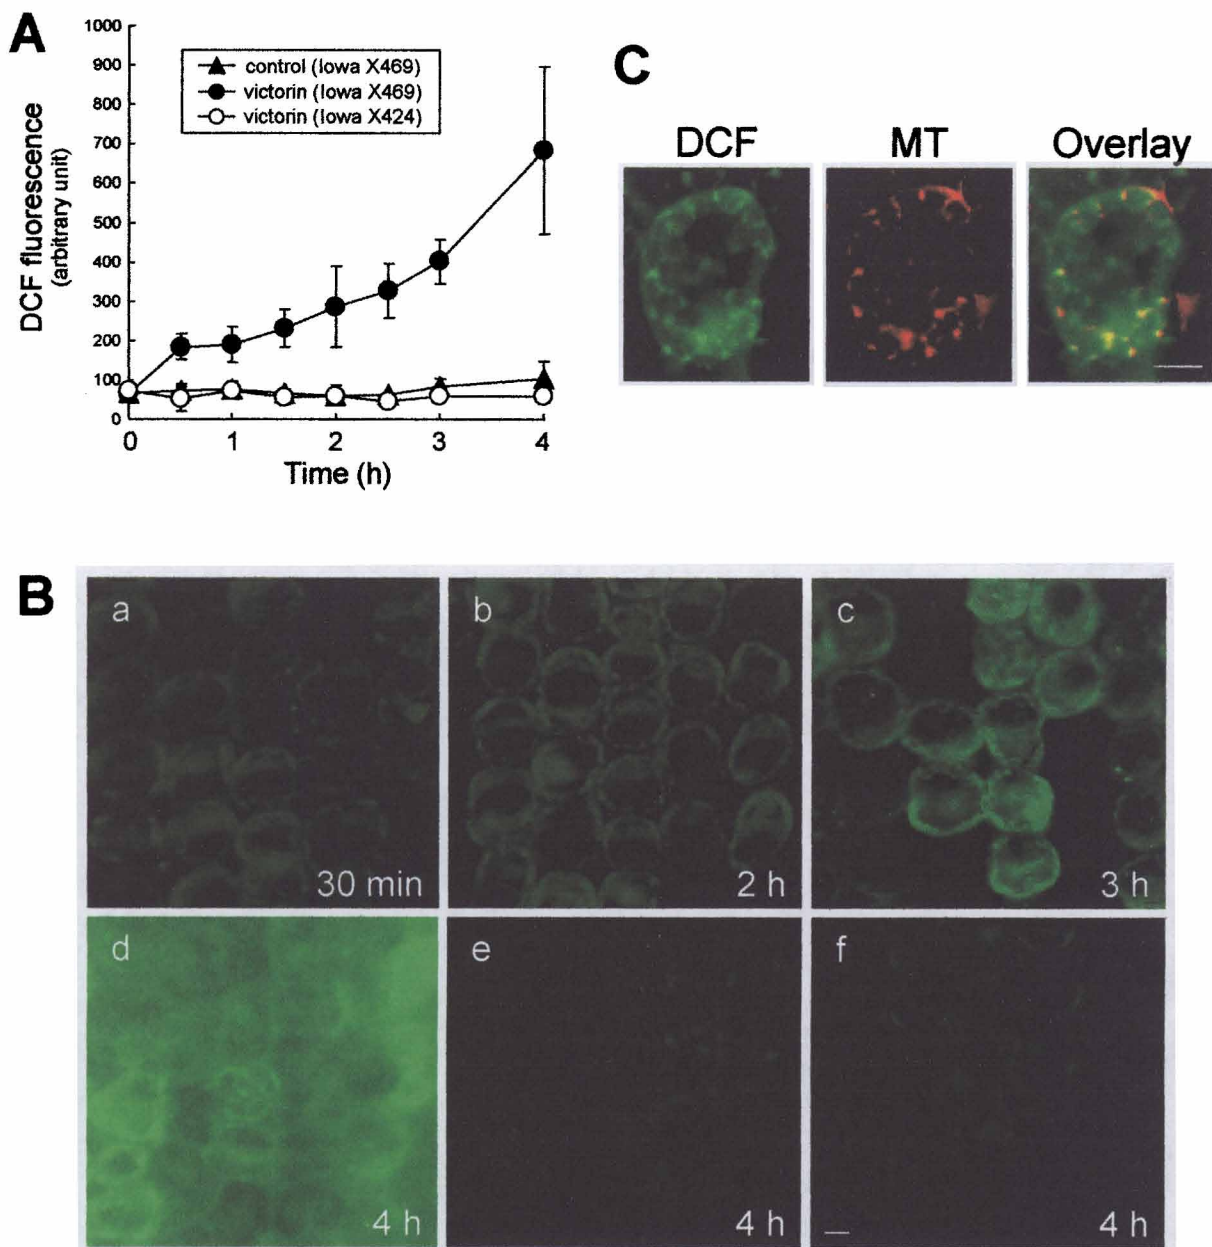 A
1000
900
800
700
600
500
400
300
200
100
0
DCF fluorescence
(arbitrary unit)
control (Iowa X469)
victorin (Iowa X469)
victorin (Iowa X424)
0 1 2 3 4
Time (h)
C
DCF MT Overlay
B
a
30 min
b
2 h
c
3 h
d
4 h
e
4 h
f
4 h